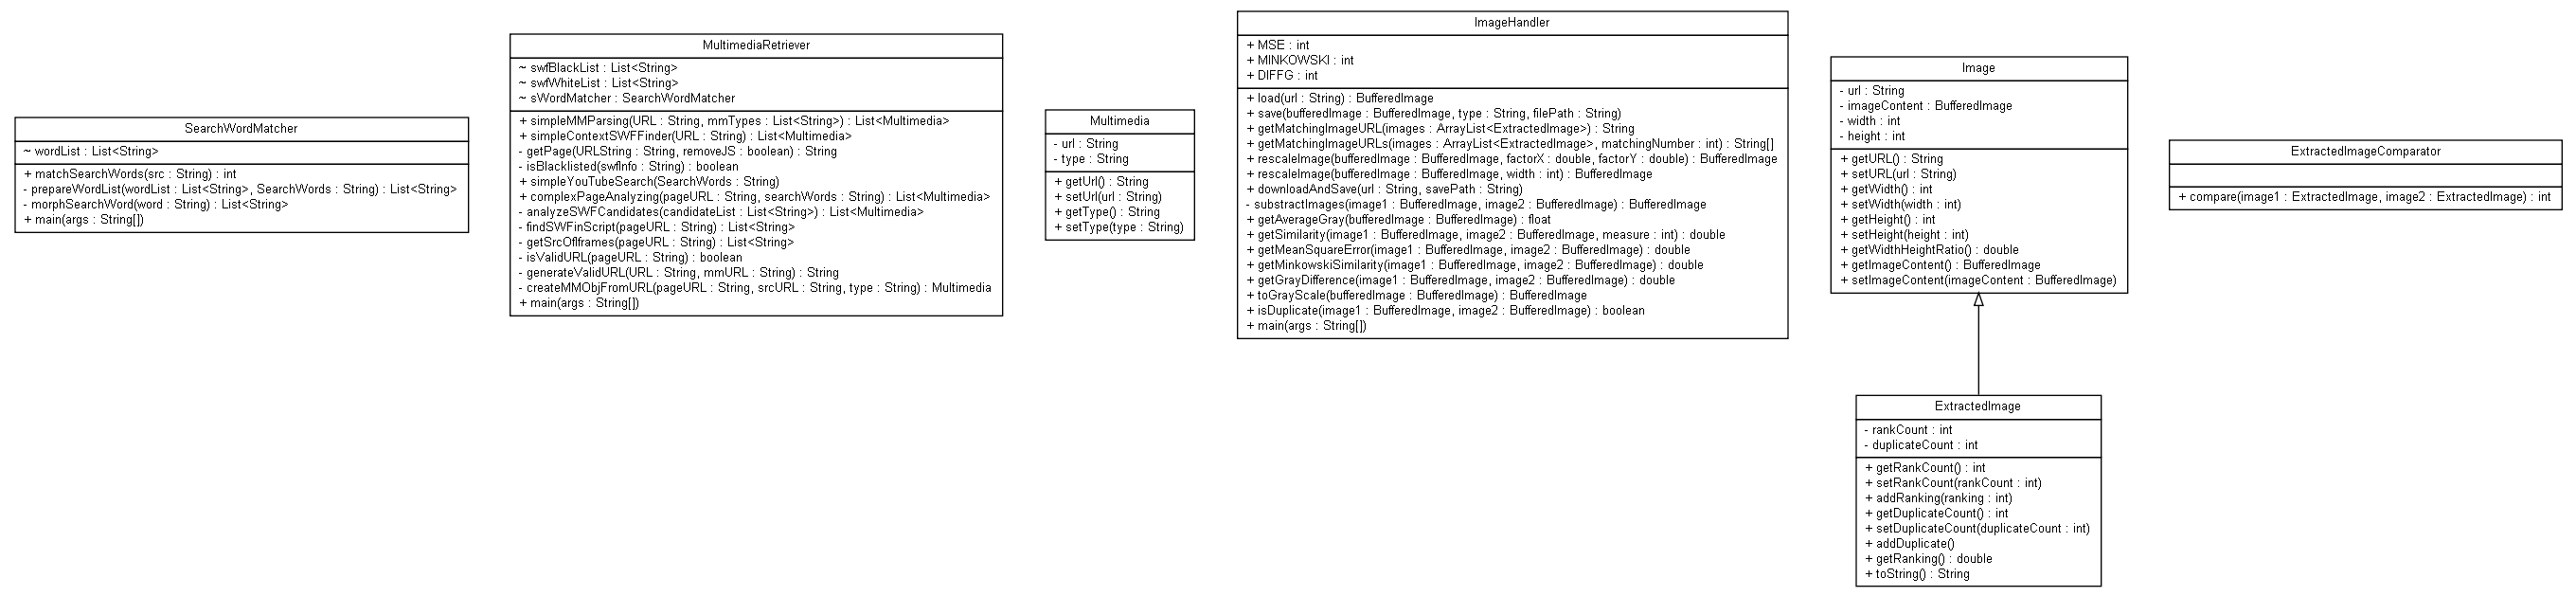 SearchWordMatcher
~ wordList : List<String>
+ matchSearchWords(src : String) : int
- prepareWordList(wordList : List<String>, SearchWords : String) : List<String>
- morphSearchWord(word : String) : List<String>
+ main(args : String[])
MultimediaRetriever
~ swfBlackList : List<String>
~ swfWhiteList : List<String>
~ sWordMatcher : SearchWordMatcher
+ simpleMMParsing(URL : String, mmTypes : List<String>) : List<Multimedia>
+ simpleContextSWFFinder(URL : String) : List<Multimedia>
- getPage(URLString : String, removeJS : boolean) : String
- isBlacklisted(swfInfo : String) : boolean
+ simpleYouTubeSearch(SearchWords : String)
+ complexPageAnalyzing(pageURL : String, searchWords : String) : List<Multimedia>
- analyzeSWFCandidates(candidateList : List<String>) : List<Multimedia>
- findSWFinScript(pageURL : String) : List<String>
- getSrcOfIframes(pageURL : String) : List<String>
- isValidURL(pageURL : String) : boolean
- generateValidURL(URL : String, mmURL : String) : String
- createMMObjFromURL(pageURL : String, srcURL : String, type : String) : Multimedia
+ main(args : String[])
Multimedia
- url : String
- type : String
+ getUrl() : String
+ setUrl(url : String)
+ getType() : String
+ setType(type : String)
ImageHandler
+ MSE : int
+ MINKOWSKI : int
+ DIFFG : int
+ load(url : String) : BufferedImage
+ save(bufferedImage : BufferedImage, type : String, filePath : String)
+ getMatchingImageURL(images : ArrayList<ExtractedImage>) : String
+ getMatchingImageURLs(images : ArrayList<ExtractedImage>, matchingNumber : int) : String[]
+ rescaleImage(bufferedImage : BufferedImage, factorX : double, factorY : double) : BufferedImage
+ rescaleImage(bufferedImage : BufferedImage, width : int) : BufferedImage
+ downloadAndSave(url : String, savePath : String)
- substractImages(image1 : BufferedImage, image2 : BufferedImage) : BufferedImage
+ getAverageGray(bufferedImage : BufferedImage) : float
+ getSimilarity(image1 : BufferedImage, image2 : BufferedImage, measure : int) : double
+ getMeanSquareError(image1 : BufferedImage, image2 : BufferedImage) : double
+ getMinkowskiSimilarity(image1 : BufferedImage, image2 : BufferedImage) : double
+ getGrayDifference(image1 : BufferedImage, image2 : BufferedImage) : double
+ toGrayScale(bufferedImage : BufferedImage) : BufferedImage
+ isDuplicate(image1 : BufferedImage, image2 : BufferedImage) : boolean
+ main(args : String[])
Image
- url : String
- imageContent : BufferedImage
- width : int
- height : int
+ getURL() : String
+ setURL(url : String)
+ getWidth() : int
+ setWidth(width : int)
+ getHeight() : int
+ setHeight(height : int)
+ getWidthHeightRatio() : double
+ getImageContent() : BufferedImage
+ setImageContent(imageContent : BufferedImage)
ExtractedImage
- rankCount : int
- duplicateCount : int
+ getRankCount() : int
+ setRankCount(rankCount : int)
+ addRanking(ranking : int)
+ getDuplicateCount() : int
+ setDuplicateCount(duplicateCount : int)
+ addDuplicate()
+ getRanking() : double
+ toString() : String
ExtractedImageComparator
+ compare(image1 : ExtractedImage, image2 : ExtractedImage) : int